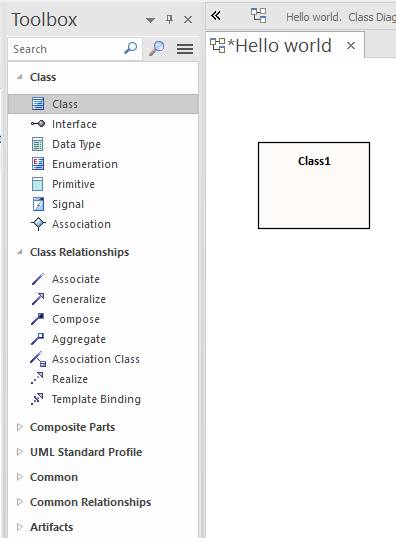 Toolbox
Search
Class
Class
Interface
Data Type
Enumeration
Primitive
Signal
Association
Class Relationships
Associate
Generalize
Compose
Aggregate
Association Class
Realize
Template Binding
Composite Parts
UML Standard Profile
Common
Common Relationships
Artifacts
Hello world. Class Diag
*Hello world
Class1